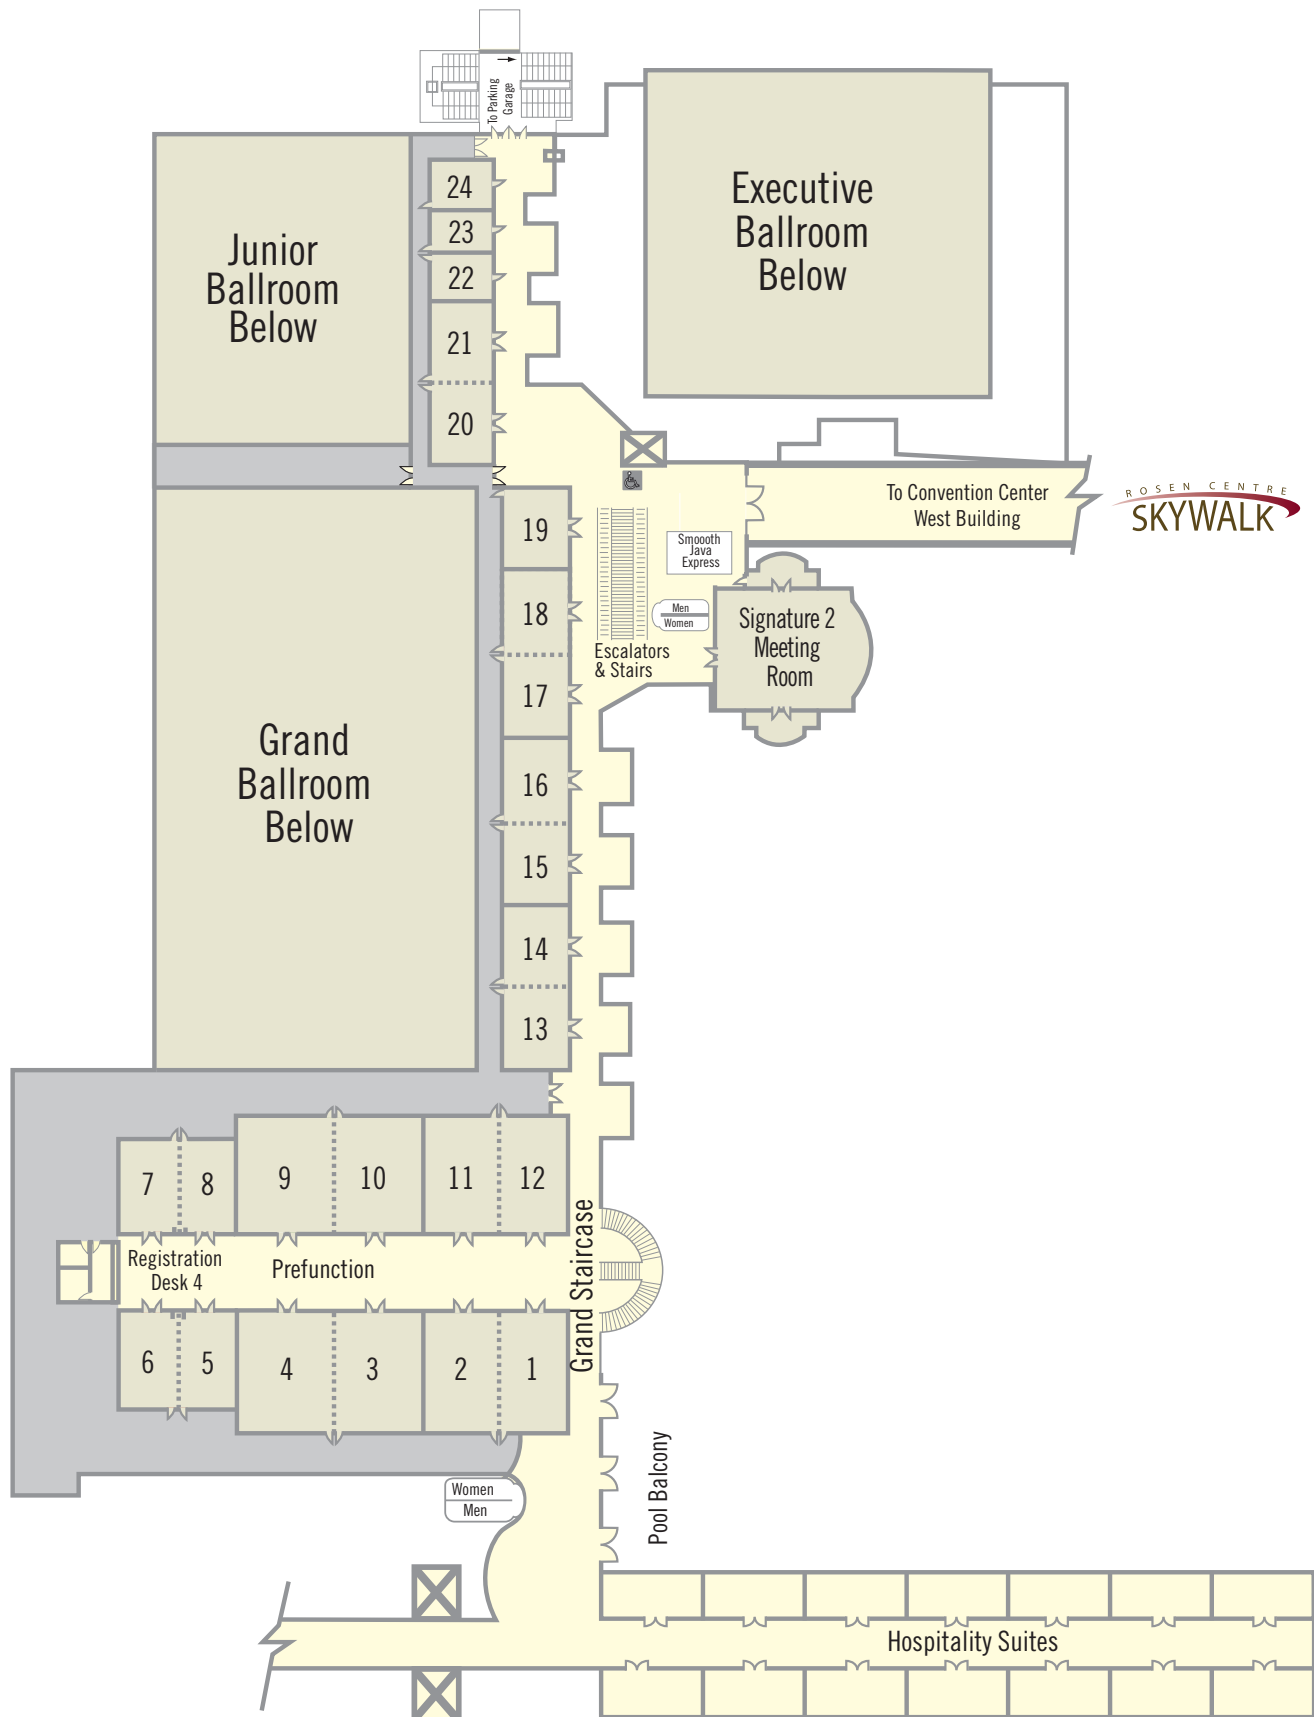 To Parking
Garage
24
23
22
21
20
Junior
Ballroom
Below
Executive
Ballroom
Below
To Convention Center
West Building
ROSEN CENTRE
SKYWALK
19
18
17
16
15
14
13
Smoooth
Java
Express
Men
Women
Escalators
& Stairs
Signature 2
Meeting
Room
Grand
Ballroom
Below
7
8
9
10
11
12
Registration
Desk 4
Prefunction
Grand Staircase
6
5
4
3
2
1
Pool Balcony
Women
Men
Hospitality Suites